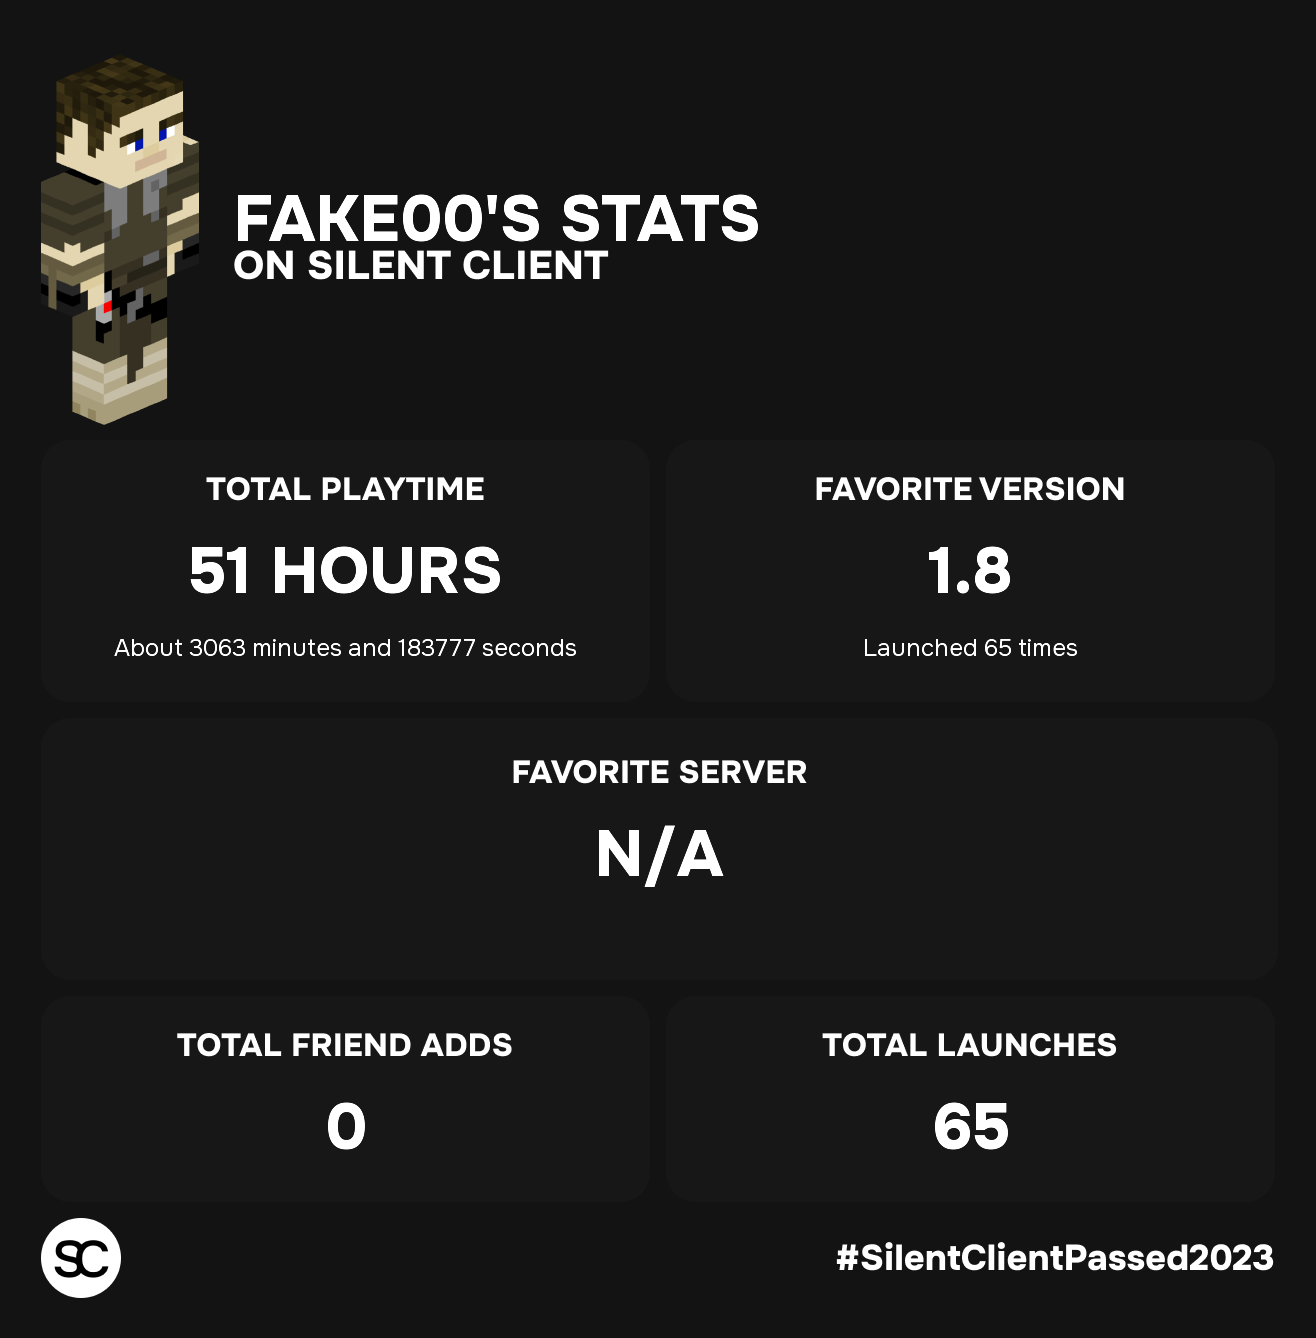 FAKE00'S STATS
ON SILENT CLIENT
TOTAL PLAYTIME
51 HOURS
About 3063 minutes and 183777 seconds
FAVORITE VERSION
1.8
Launched 65 times
FAVORITE SERVER
N/A
TOTAL FRIEND ADDS
0
TOTAL LAUNCHES
65
SC
#SilentClientPassed2023